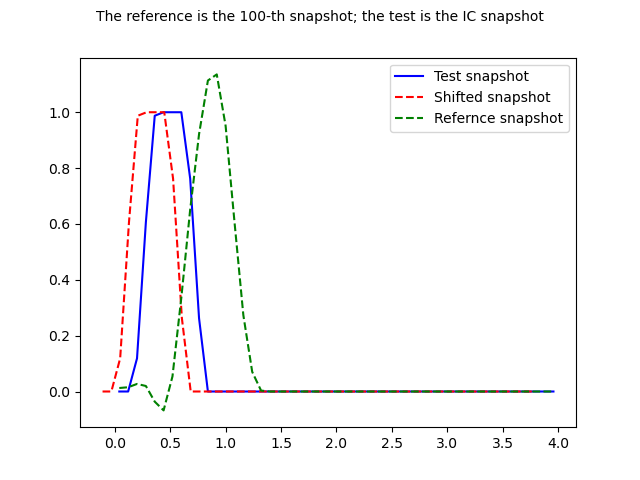 The reference is the 100-th snapshot; the test is the IC snapshot
Test snapshot
Shifted snapshot
Refernce snapshot
1.0
0.8
0.6
0.4
0.2
0.0
0.0 0.5 1.0 1.5 2.0 2.5 3.0 3.5 4.0